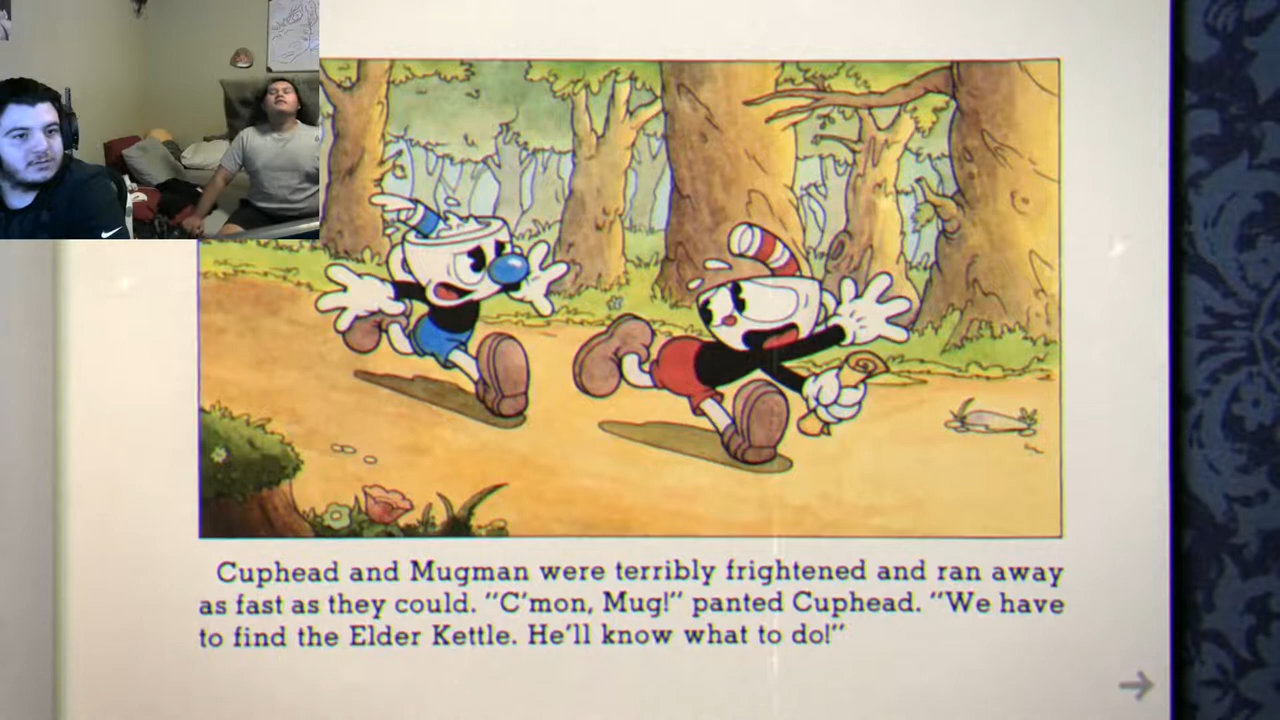 Cuphead and Mugman were terribly frightened and ran away
as fast as they could. "C'mon, Mug!" panted Cuphead. "We have
to find the Elder Kettle. He'll know what to do!"